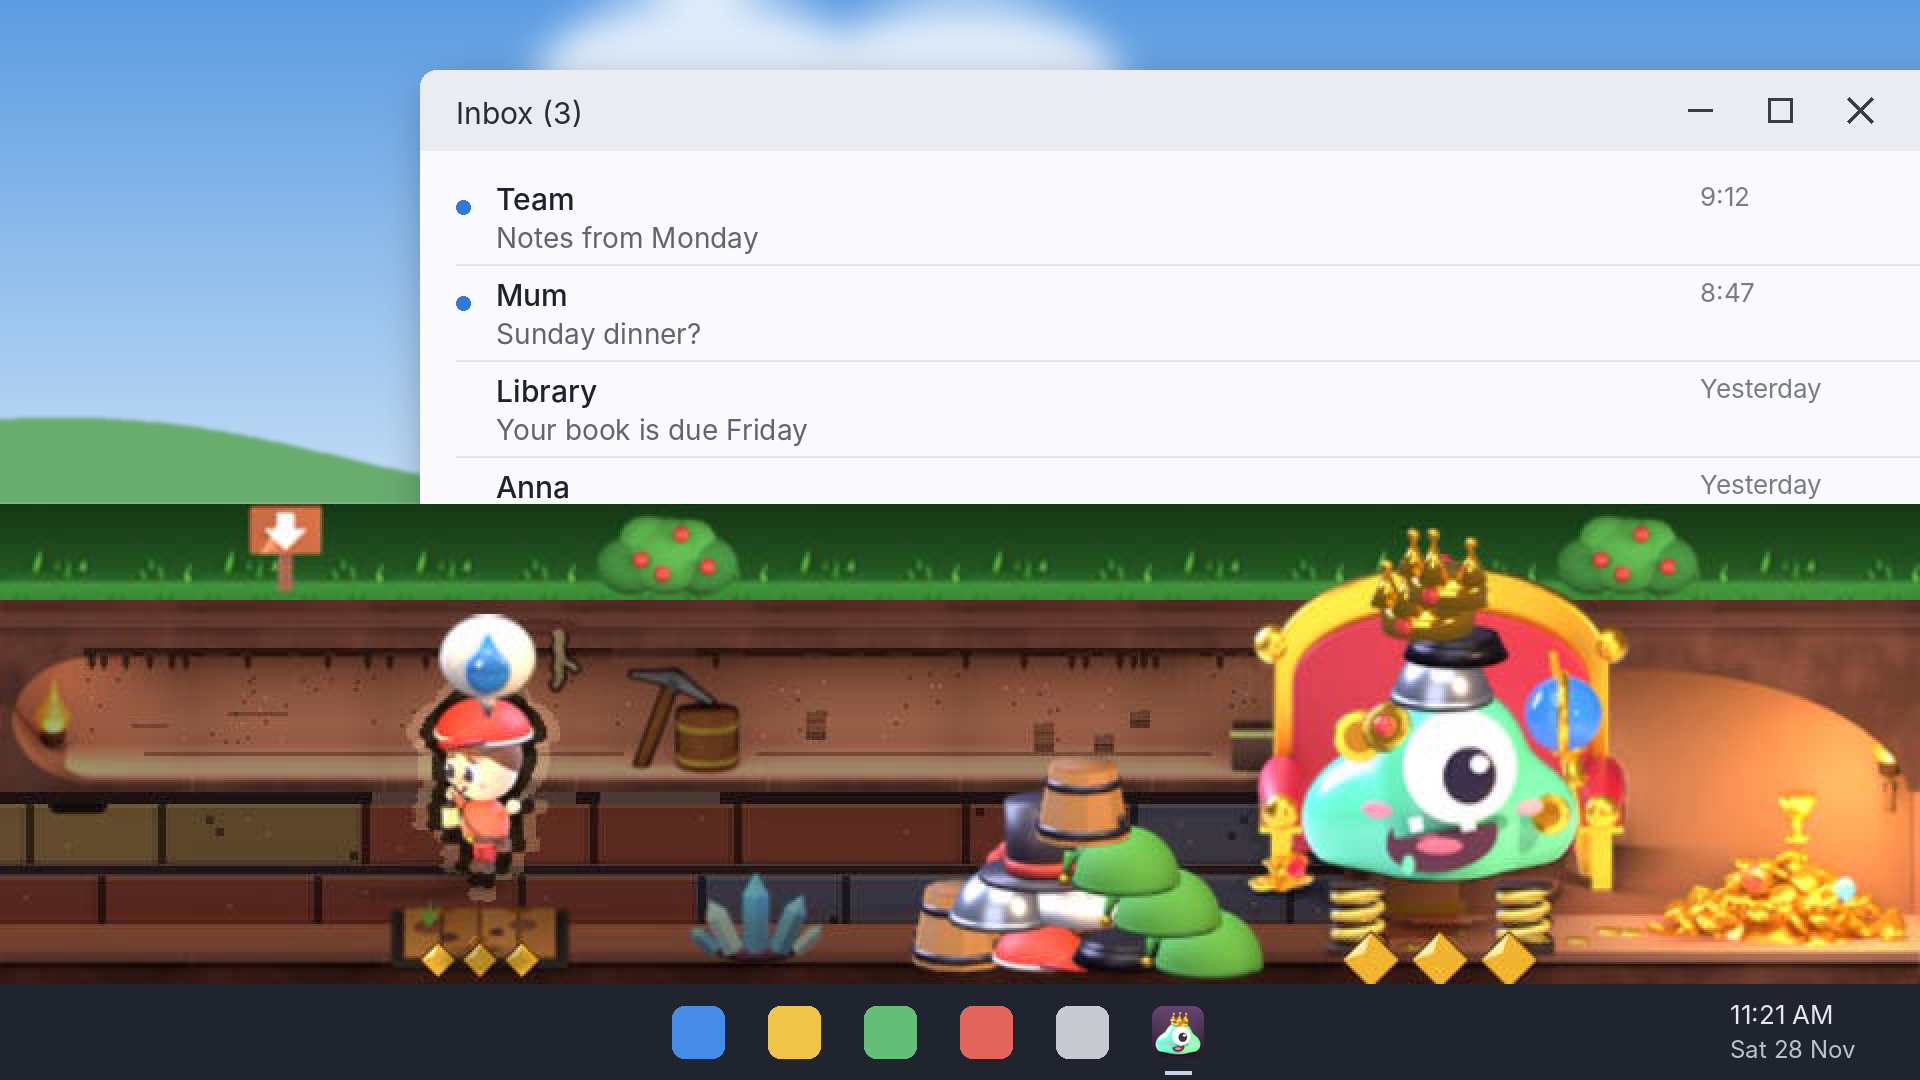 Inbox (3)
Team
9:12
Notes from Monday
Mum
8:47
Sunday dinner?
Library
Yesterday
Your book is due Friday
Anna
Yesterday
11:21 AM
Sat 28 Nov